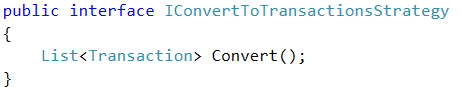 public interface IConvertToTransactionsStrategy
{
    List<Transaction> Convert();
}